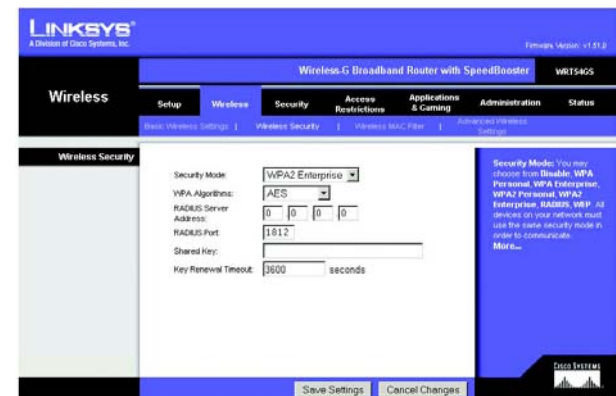 LINKSYS®
A Division of Cisco Systems, Inc.
Firmware Version: v1.51.0
Wireless-G Broadband Router with SpeedBooster
WRT54GS
Wireless
Setup
Wireless
Security
Access Restrictions
Applications & Gaming
Administration
Status
Basic Wireless Settings |
Wireless Security
| Wireless MAC Filter |
Advanced Wireless Settings
Wireless Security
Security Mode: WPA2 Enterprise
WPA Algorithms: AES
RADIUS Server Address: 0 0 0 0
RADIUS Port: 1812
Shared Key:
Key Renewal Timeout: 3600 seconds
Security Mode: You may
choose from Disable, WPA
Personal, WPA Enterprise,
WPA2 Personal, WPA2
Enterprise, RADIUS, WEP. All
devices on your network must
use the same security mode in
order to communicate.
More...
Save Settings
Cancel Changes
CISCO SYSTEMS